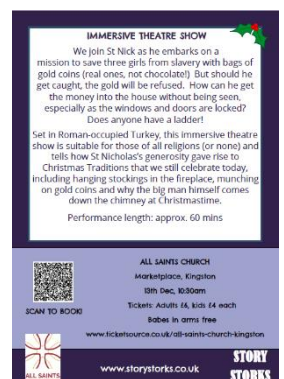 IMMERSIVE THEATRE SHOW
We join St Nick as he embarks on a
mission to save three girls from slavery with bags of
gold coins (real ones, not chocolate!)  But should he
get caught, the gold will be refused.  How can he get
the money into the house without being seen,
especially as the windows and doors are locked?
Does anyone have a ladder!
Set in Roman-occupied Turkey, this immersive theatre
show is suitable for those of all religions (or none) and
tells how St Nicholas's generosity gave rise to
Christmas Traditions that we still celebrate today,
including hanging stockings in the fireplace, munching
on gold coins and why the big man himself comes
down the chimney at Christmastime.
Performance length: approx. 60 mins
ALL SAINTS CHURCH
Marketplace, Kingston
13th Dec, 10:30am
Tickets: Adults £6, kids £4 each
Babes in arms free
SCAN TO BOOK!
www.ticketsource.co.uk/all-saints-church-kingston
ALL SAINTS
www.storystorks.co.uk
STORY
STORKS